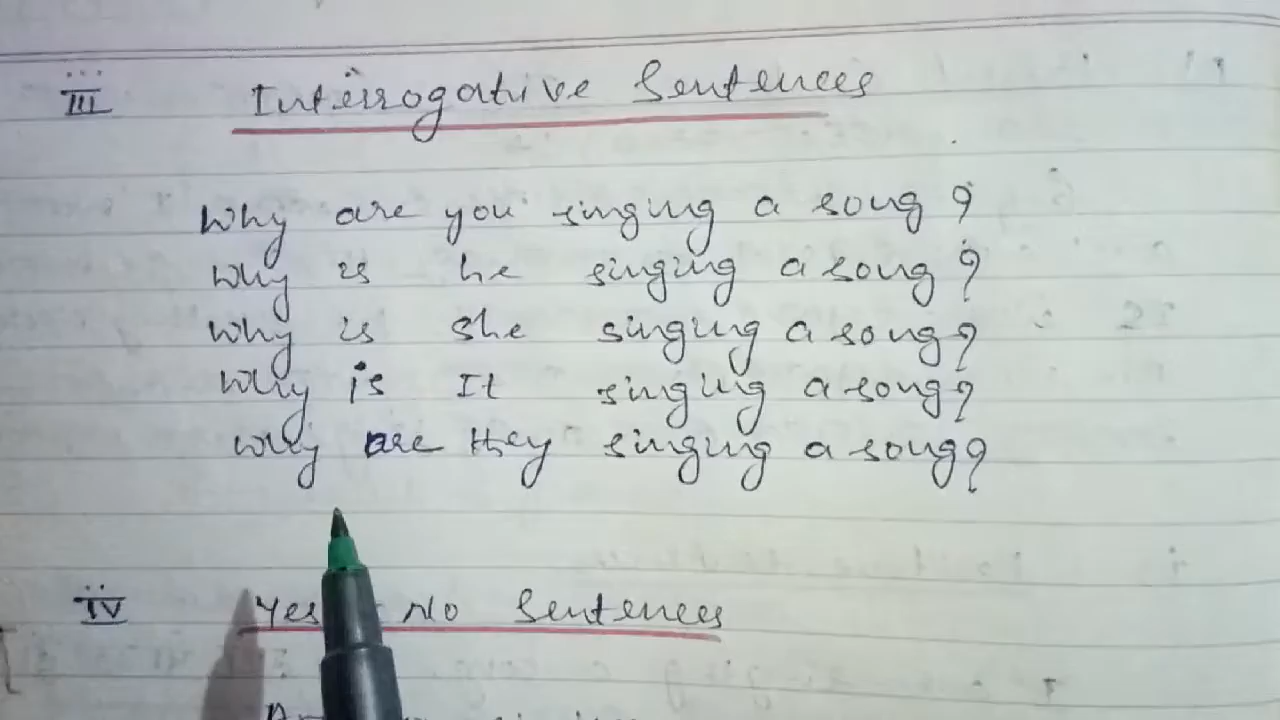 III Interrogative Sentences
Why are you singing a song?
Why is he singing a song?
Why is she singing a song?
Why is It singing a song?
Why are they singing a song?
IV Yes No Sentences